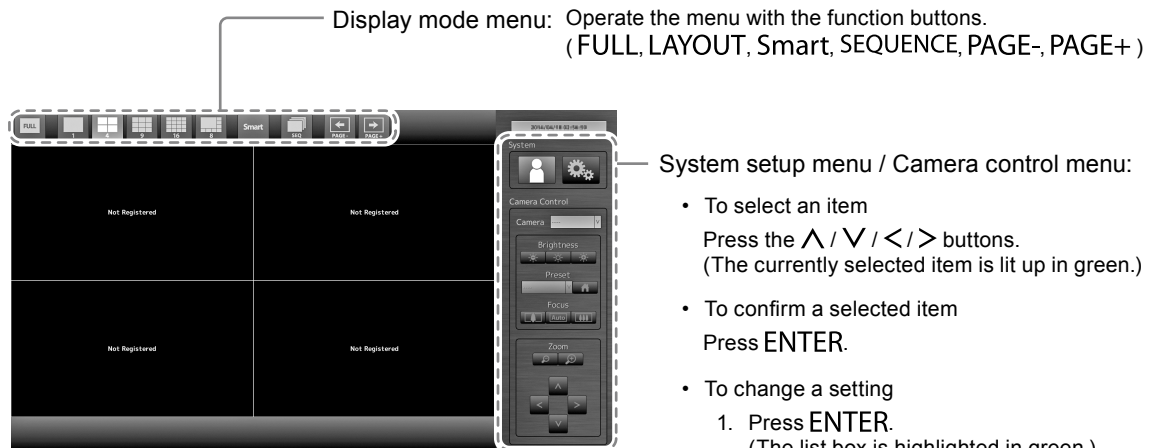 Display mode menu: Operate the menu with the function buttons.
( FULL, LAYOUT, Smart, SEQUENCE, PAGE-, PAGE+ )
FULL 1 4 9 16 8 Smart SEQ PAGE- PAGE+
2014/04/18 02:56:50
System
Not Registered Not Registered
Not Registered Not Registered
Camera Control
Camera ---
Brightness
Preset
Focus
Auto
Zoom
System setup menu / Camera control menu:
• To select an item
Press the ∧ / ∨ / < / > buttons.
(The currently selected item is lit up in green.)
• To confirm a selected item
Press ENTER.
• To change a setting
1. Press ENTER.
(The list box is highlighted in green.)